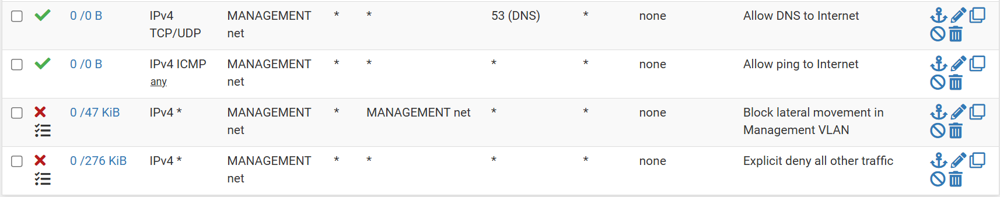 0 /0 B IPv4 MANAGEMENT * * 53 (DNS) * none Allow DNS to Internet
TCP/UDP net
0 /0 B IPv4 ICMP MANAGEMENT * * * * none Allow ping to Internet
any net
0 /47 KiB IPv4 * MANAGEMENT * MANAGEMENT net * * none Block lateral movement in
net Management VLAN
0 /276 KiB IPv4 * MANAGEMENT * * * * none Explicit deny all other traffic
net